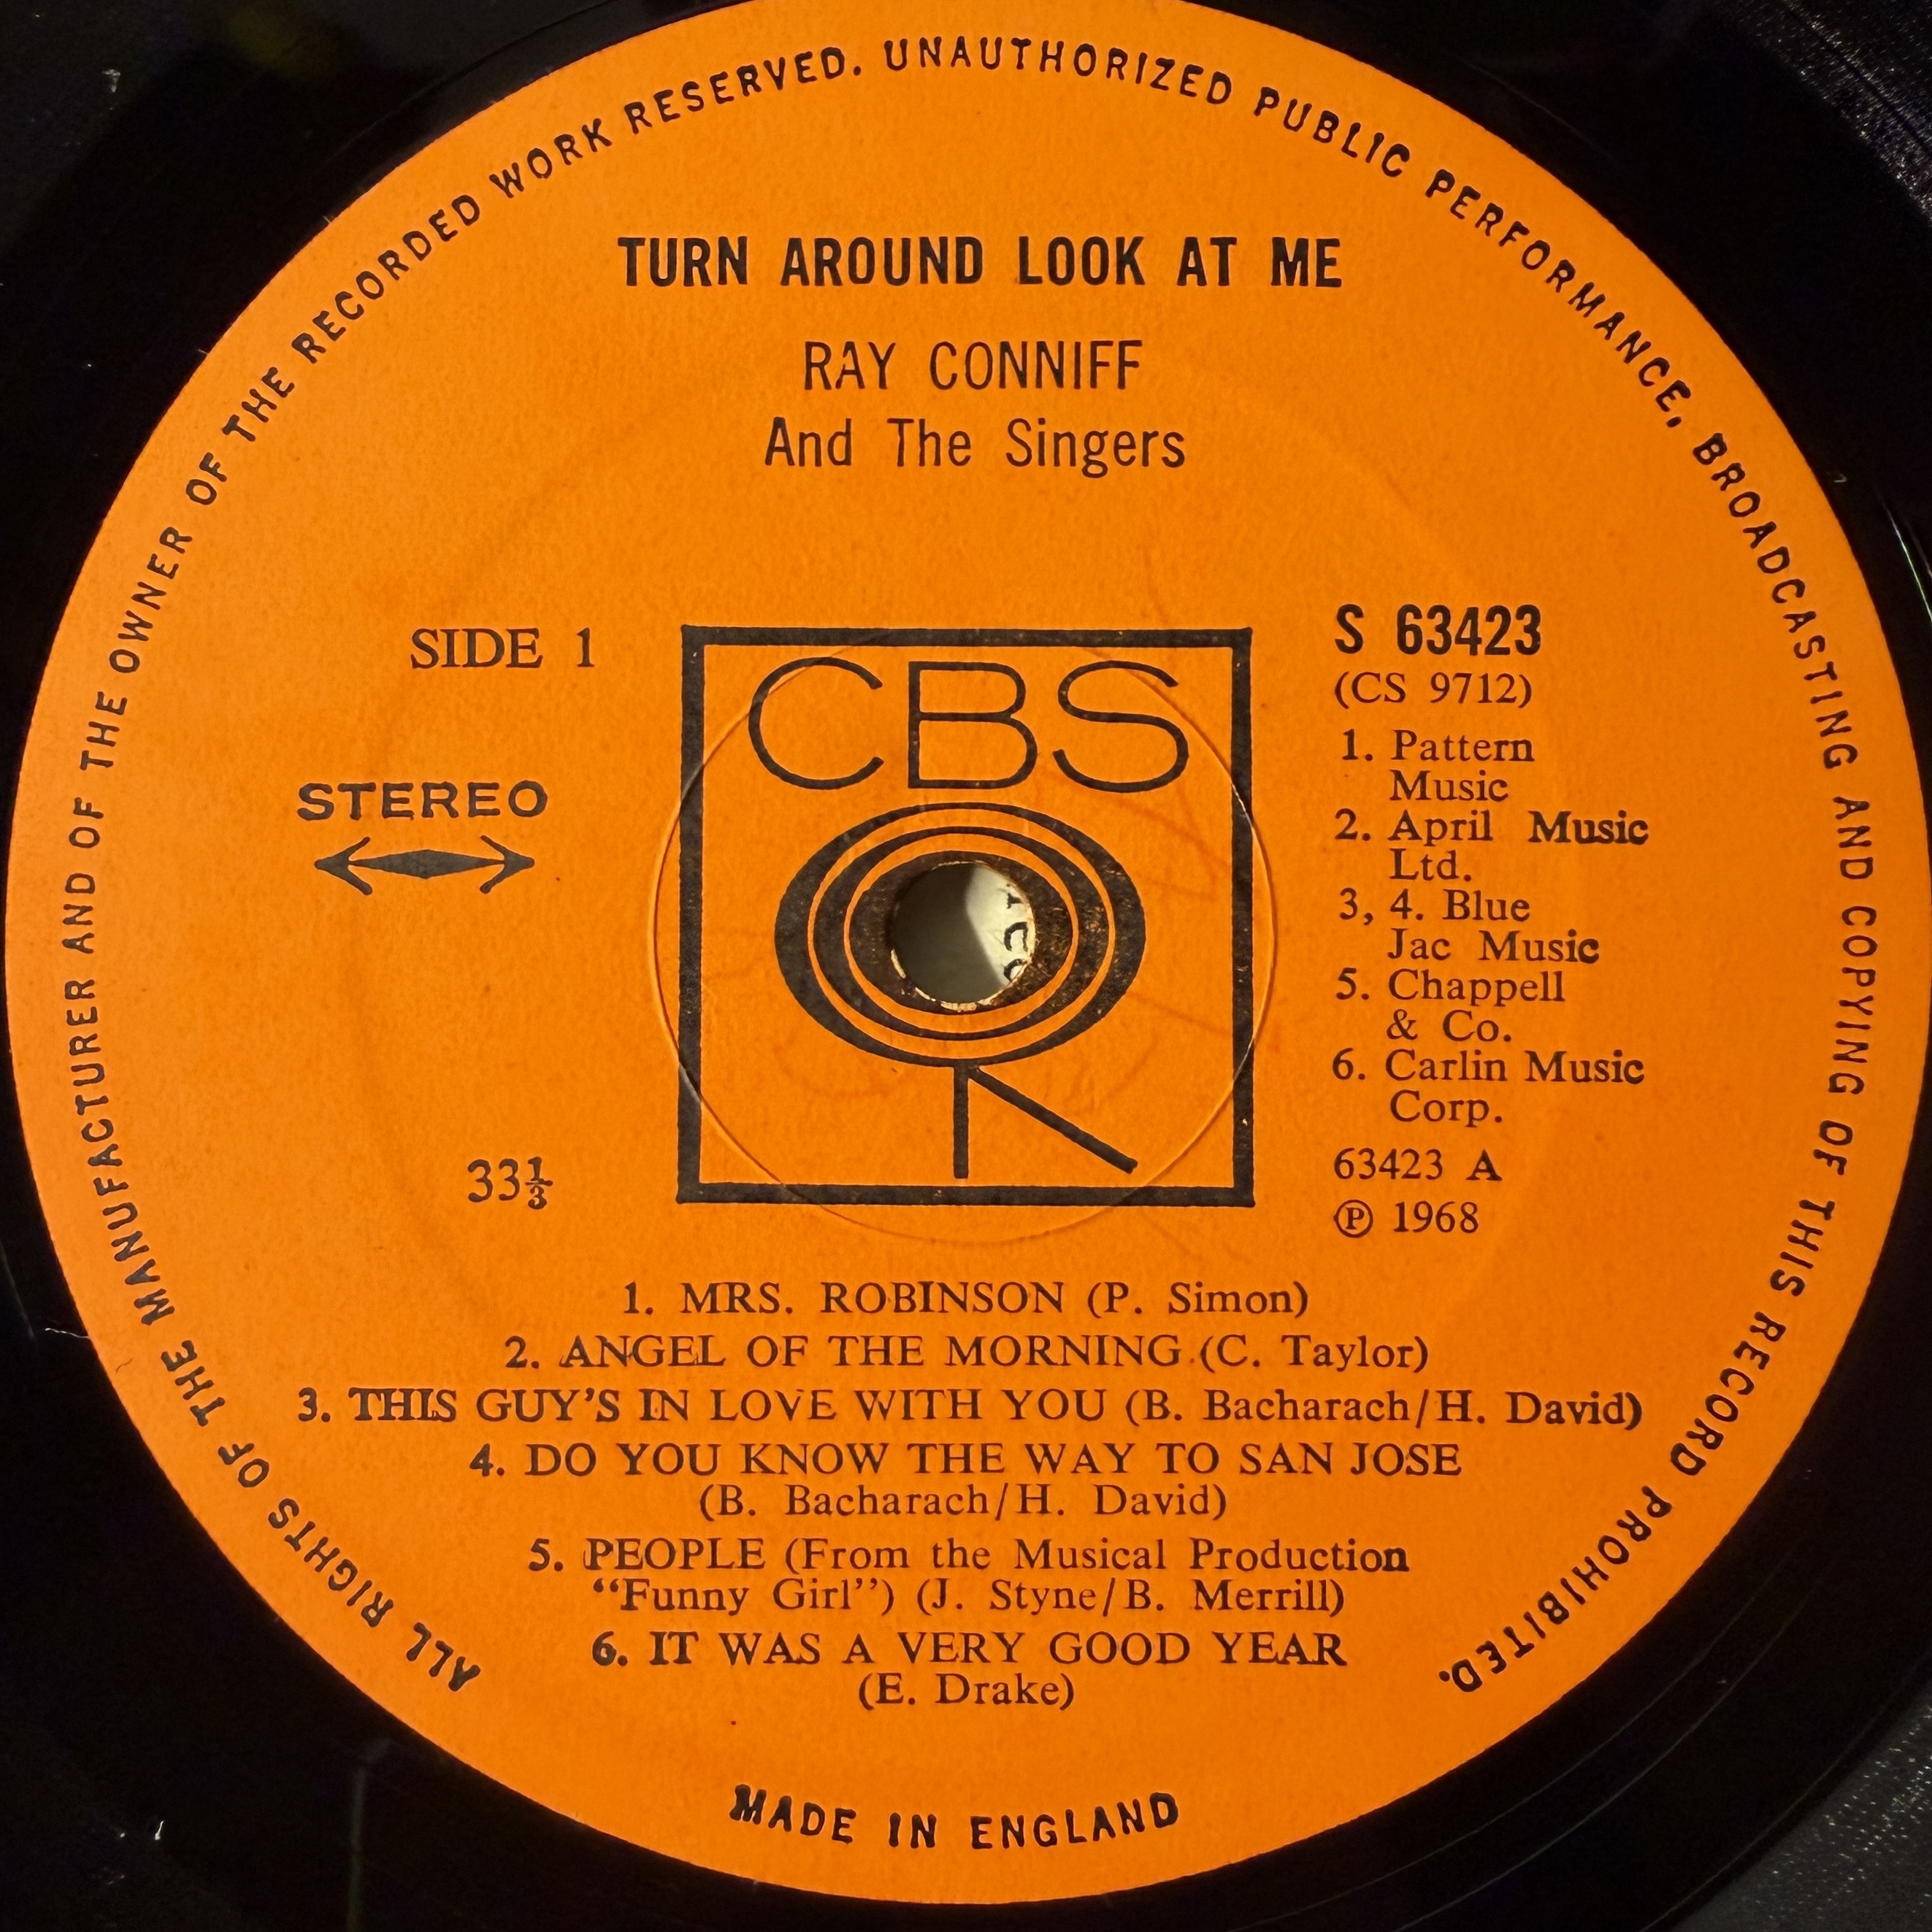 ALL RIGHTS OF THE MANUFACTURER AND OF THE OWNER OF THE RECORDED WORK RESERVED. UNAUTHORIZED PUBLIC PERFORMANCE, BROADCASTING AND COPYING OF THIS RECORD PROHIBITED.
TURN AROUND LOOK AT ME
RAY CONNIFF
And The Singers
SIDE 1
STEREO
33⅓
CBS
S 63423
(CS 9712)
1. Pattern
Music
2. April Music
Ltd.
3, 4. Blue
Jac Music
5. Chappell
& Co.
6. Carlin Music
Corp.
63423 A
Ⓟ 1968
1. MRS. ROBINSON (P. Simon)
2. ANGEL OF THE MORNING (C. Taylor)
3. THIS GUY'S IN LOVE WITH YOU (B. Bacharach/H. David)
4. DO YOU KNOW THE WAY TO SAN JOSE
(B. Bacharach/H. David)
5. PEOPLE (From the Musical Production
“Funny Girl”) (J. Styne/B. Merrill)
6. IT WAS A VERY GOOD YEAR
(E. Drake)
MADE IN ENGLAND